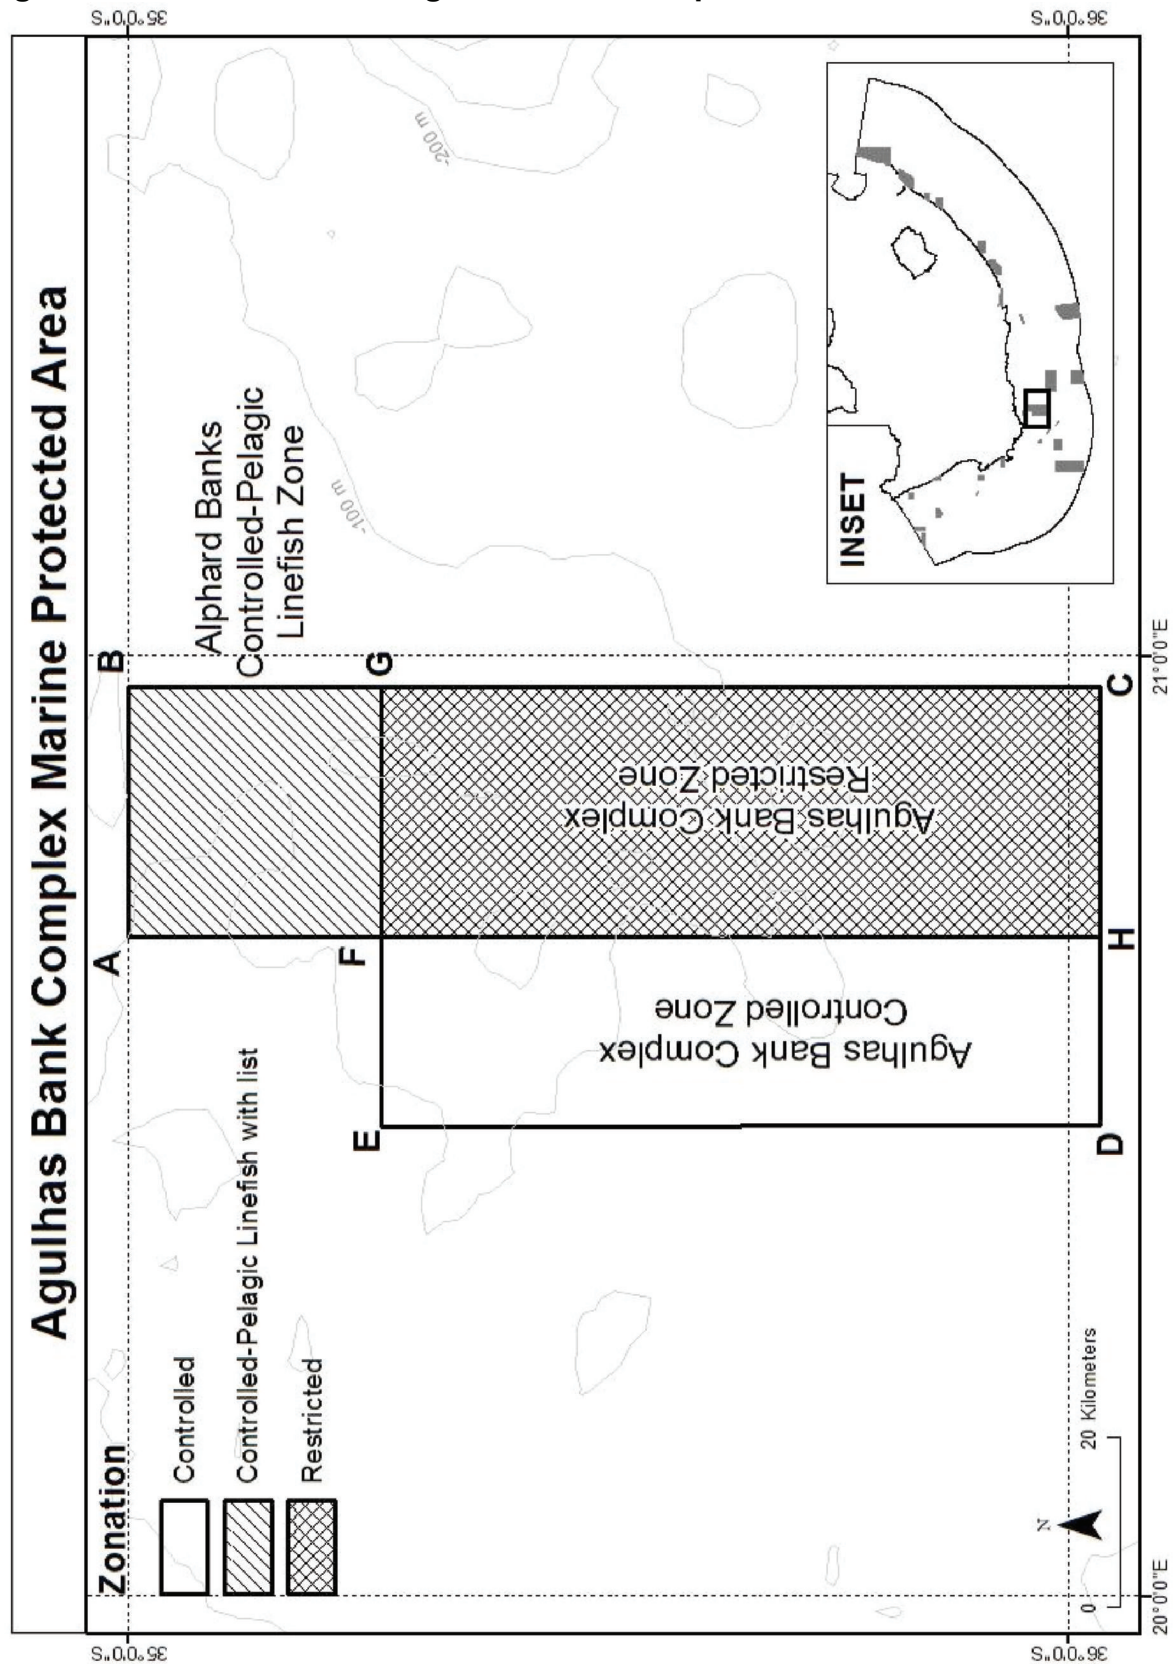 Agulhas Bank Complex Marine Protected Area
35°0'0"S
35°0'0"S
Zonation
Controlled
Controlled-Pelagic Linefish with list
Restricted
A
B
Alphard Banks
Controlled-Pelagic
Linefish Zone
-100 m
-200 m
E
F
G
Agulhas Bank Complex
Controlled Zone
Agulhas Bank Complex
Restricted Zone
D
H
C
INSET
N
0
20 Kilometers
36°0'0"S
36°0'0"S
20°0'0"E
21°0'0"E